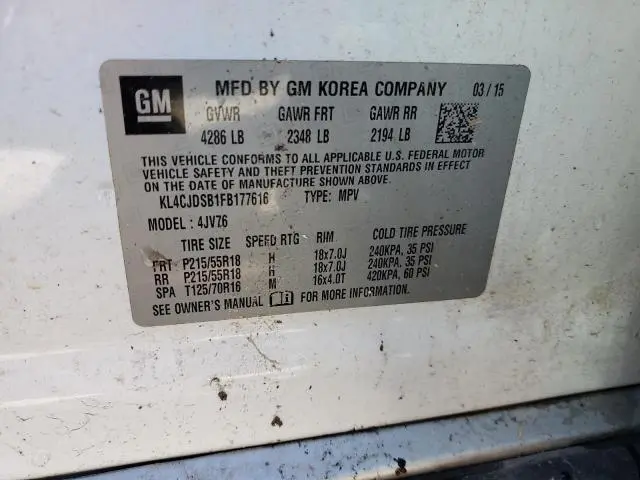 GM
MFD BY GM KOREA COMPANY 03/15
GVWR GAWR FRT GAWR RR
4286 LB 2348 LB 2194 LB
THIS VEHICLE CONFORMS TO ALL APPLICABLE U.S. FEDERAL MOTOR
VEHICLE SAFETY AND THEFT PREVENTION STANDARDS IN EFFECT
ON THE DATE OF MANUFACTURE SHOWN ABOVE.
KL4CJDSB1FB177616 TYPE: MPV
MODEL: 4JV76
TIRE SIZE SPEED RTG RIM COLD TIRE PRESSURE
FRT P215/55R18 H 18x7.0J 240KPA, 35 PSI
RR P215/55R18 H 18x7.0J 240KPA, 35 PSI
SPA T125/70R16 M 16x4.0T 420KPA, 60 PSI
SEE OWNER'S MANUAL FOR MORE INFORMATION.